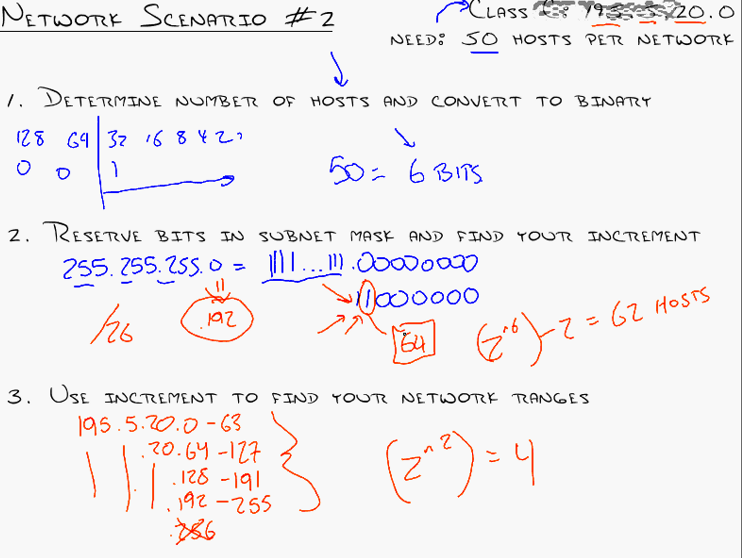 NETWORK SCENARIO #2
CLASS C: 195.5.20.0
NEED: 50 HOSTS PER NETWORK
1. DETERMINE NUMBER OF HOSTS AND CONVERT TO BINARY
128 64 32 16 8 4 2 1
0 0 1
50 = 6 BITS
2. RESERVE BITS IN SUBNET MASK AND FIND YOUR INCREMENT
255.255.255.0 = 1111...111.00000000
11000000
/26
.192
64
(2^6)-2 = 62 HOSTS
3. USE INCREMENT TO FIND YOUR NETWORK RANGES
195.5.20.0-63
.20.64-127
.128-191
.192-255
.256
(2^2) = 4